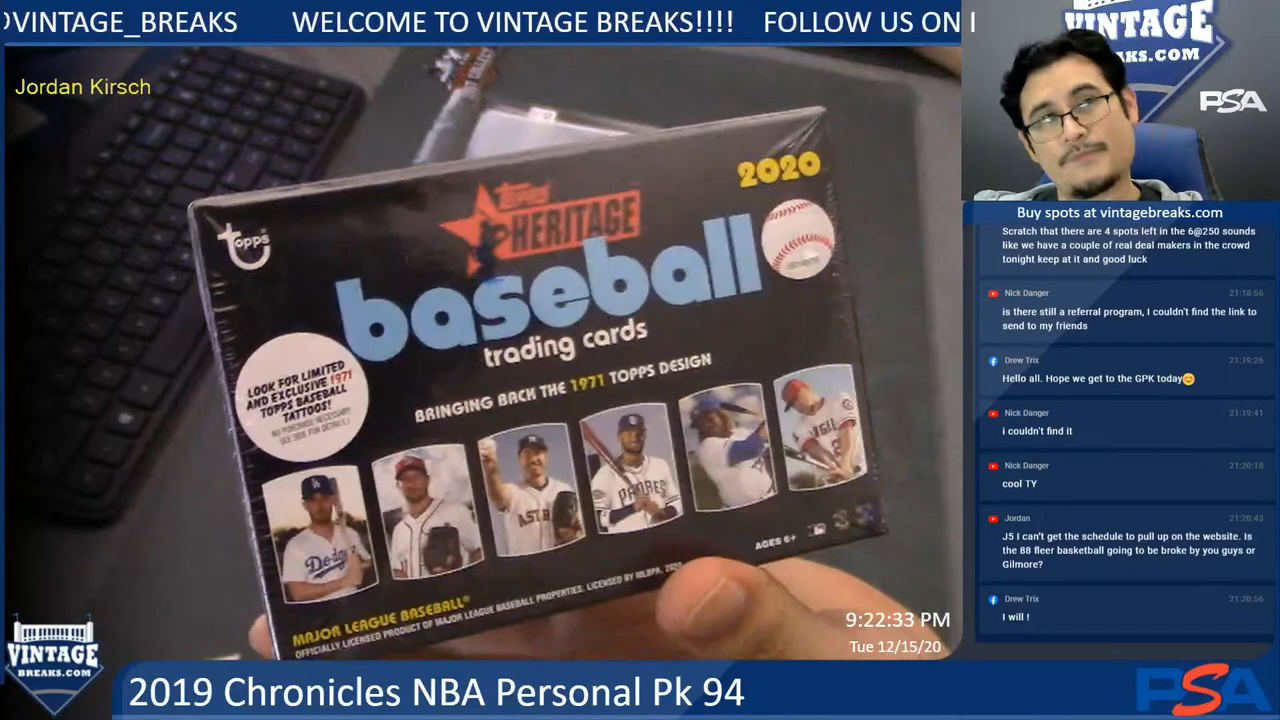 VINTAGE_BREAKS WELCOME TO VINTAGE BREAKS!!!! FOLLOW US ON
Jordan Kirsch
VINTAGE
BREAKS.COM
PSA
2020
topps
Topps
HERITAGE
baseball
trading cards
BRINGING BACK THE 1971 TOPPS DESIGN
LOOK FOR LIMITED
AND EXCLUSIVE 1971
TOPPS BASEBALL
TATTOOS!
NO PURCHASE NECESSARY.
Dodg
ASTR
PADRES
NGEL
AGES 6+
MAJOR LEAGUE BASEBALL®
OFFICIALLY LICENSED PRODUCT OF MAJOR LEAGUE BASEBALL PROPERTIES. LICENSED BY MLBPA. 2020
9:22:33 PM
Tue 12/15/20
Buy spots at vintagebreaks.com
Scratch that there are 4 spots left in the 6@250 sounds
like we have a couple of real deal makers in the crowd
tonight keep at it and good luck
Nick Danger 21:18:56
is there still a referral program, I couldn't find the link to
send to my friends
Drew Trix 21:19:26
Hello all. Hope we get to the GPK today😊
Nick Danger 21:19:41
i couldn't find it
Nick Danger 21:20:18
cool TY
Jordan 21:20:43
J5 I can't get the schedule to pull up on the website. Is
the 88 fleer basketball going to be broke by you guys or
Gilmore?
Drew Trix 21:20:56
I will !
VINTAGE
BREAKS.COM
2019 Chronicles NBA Personal Pk 94
PSA